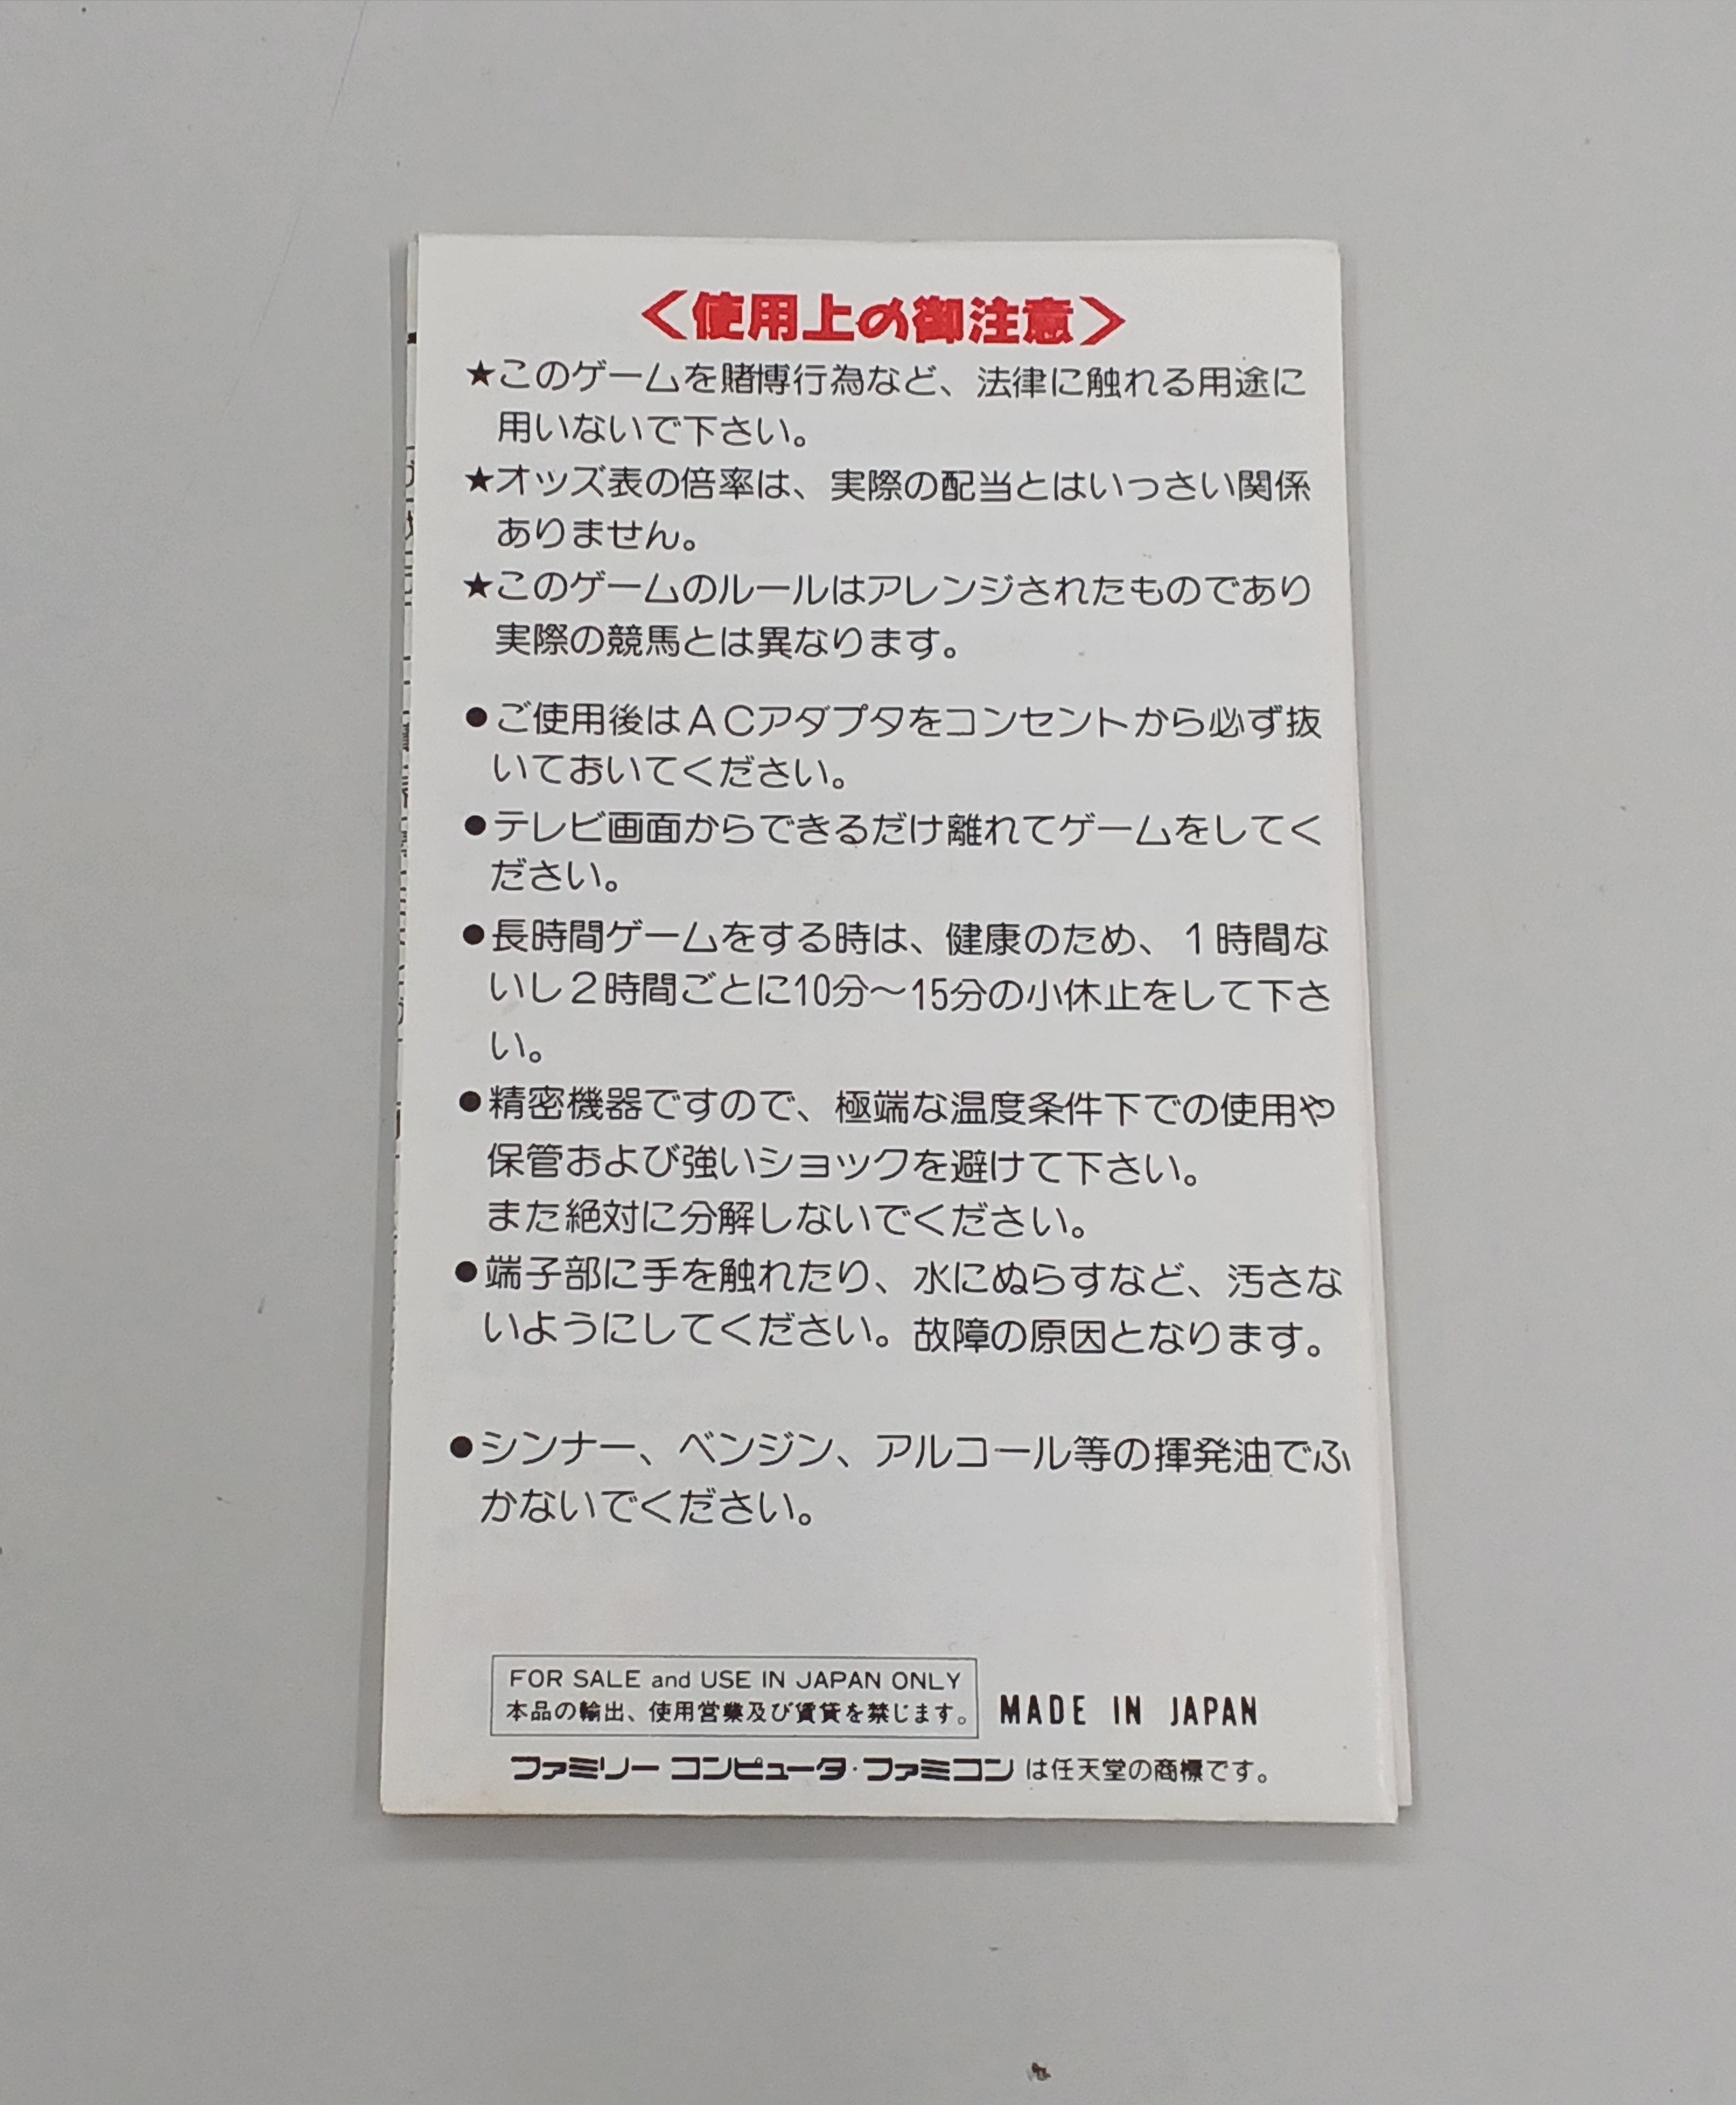 ＜使用上の御注意＞
★このゲームを賭博行為など、法律に触れる用途に
用いないで下さい。
★オッズ表の倍率は、実際の配当とはいっさい関係
ありません。
★このゲームのルールはアレンジされたものであり
実際の競馬とは異なります。
●ご使用後はＡＣアダプタをコンセントから必ず抜
いておいてください。
●テレビ画面からできるだけ離れてゲームをしてく
ださい。
●長時間ゲームをする時は、健康のため、１時間な
いし２時間ごとに10分〜15分の小休止をして下さ
い。
●精密機器ですので、極端な温度条件下での使用や
保管および強いショックを避けて下さい。
また絶対に分解しないでください。
●端子部に手を触れたり、水にぬらすなど、汚さな
いようにしてください。故障の原因となります。
●シンナー、ベンジン、アルコール等の揮発油でふ
かないでください。
FOR SALE and USE IN JAPAN ONLY
本品の輸出、使用営業及び賃貸を禁じます。
MADE IN JAPAN
ファミリー コンピュータ・ファミコン は任天堂の商標です。